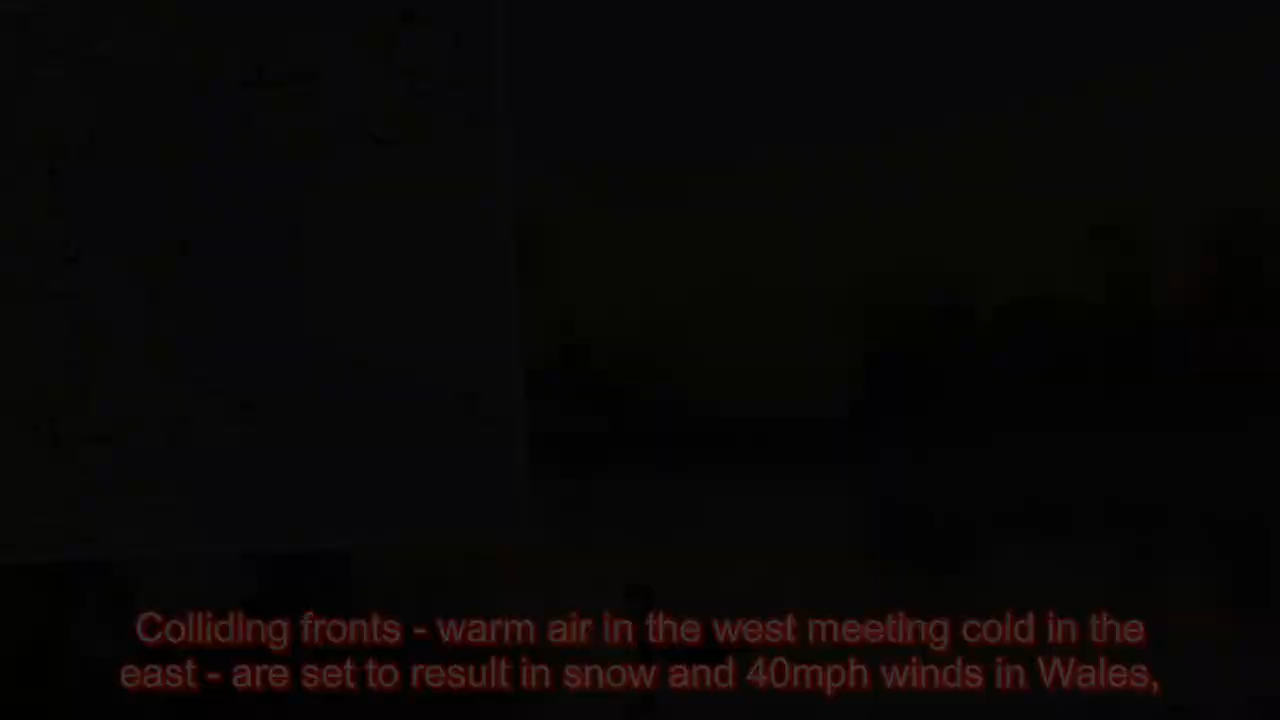 Colliding fronts - warm air in the west meeting cold in the
east - are set to result in snow and 40mph winds in Wales,